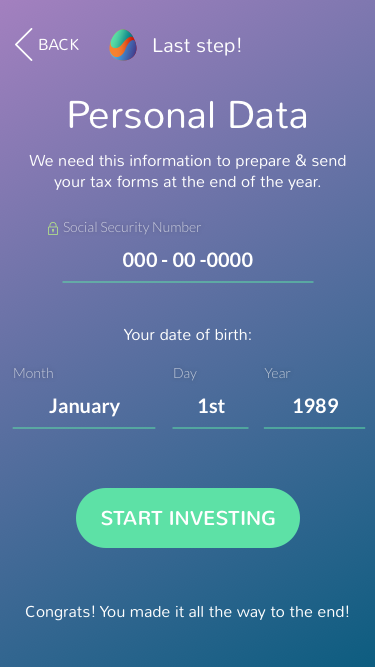 BACK
Last step!
Personal Data
We need this information to prepare & send
your tax forms at the end of the year.
Social Security Number
000 - 00 -0000
Your date of birth:
Month Day Year
January 1st 1989
START INVESTING
Congrats! You made it all the way to the end!